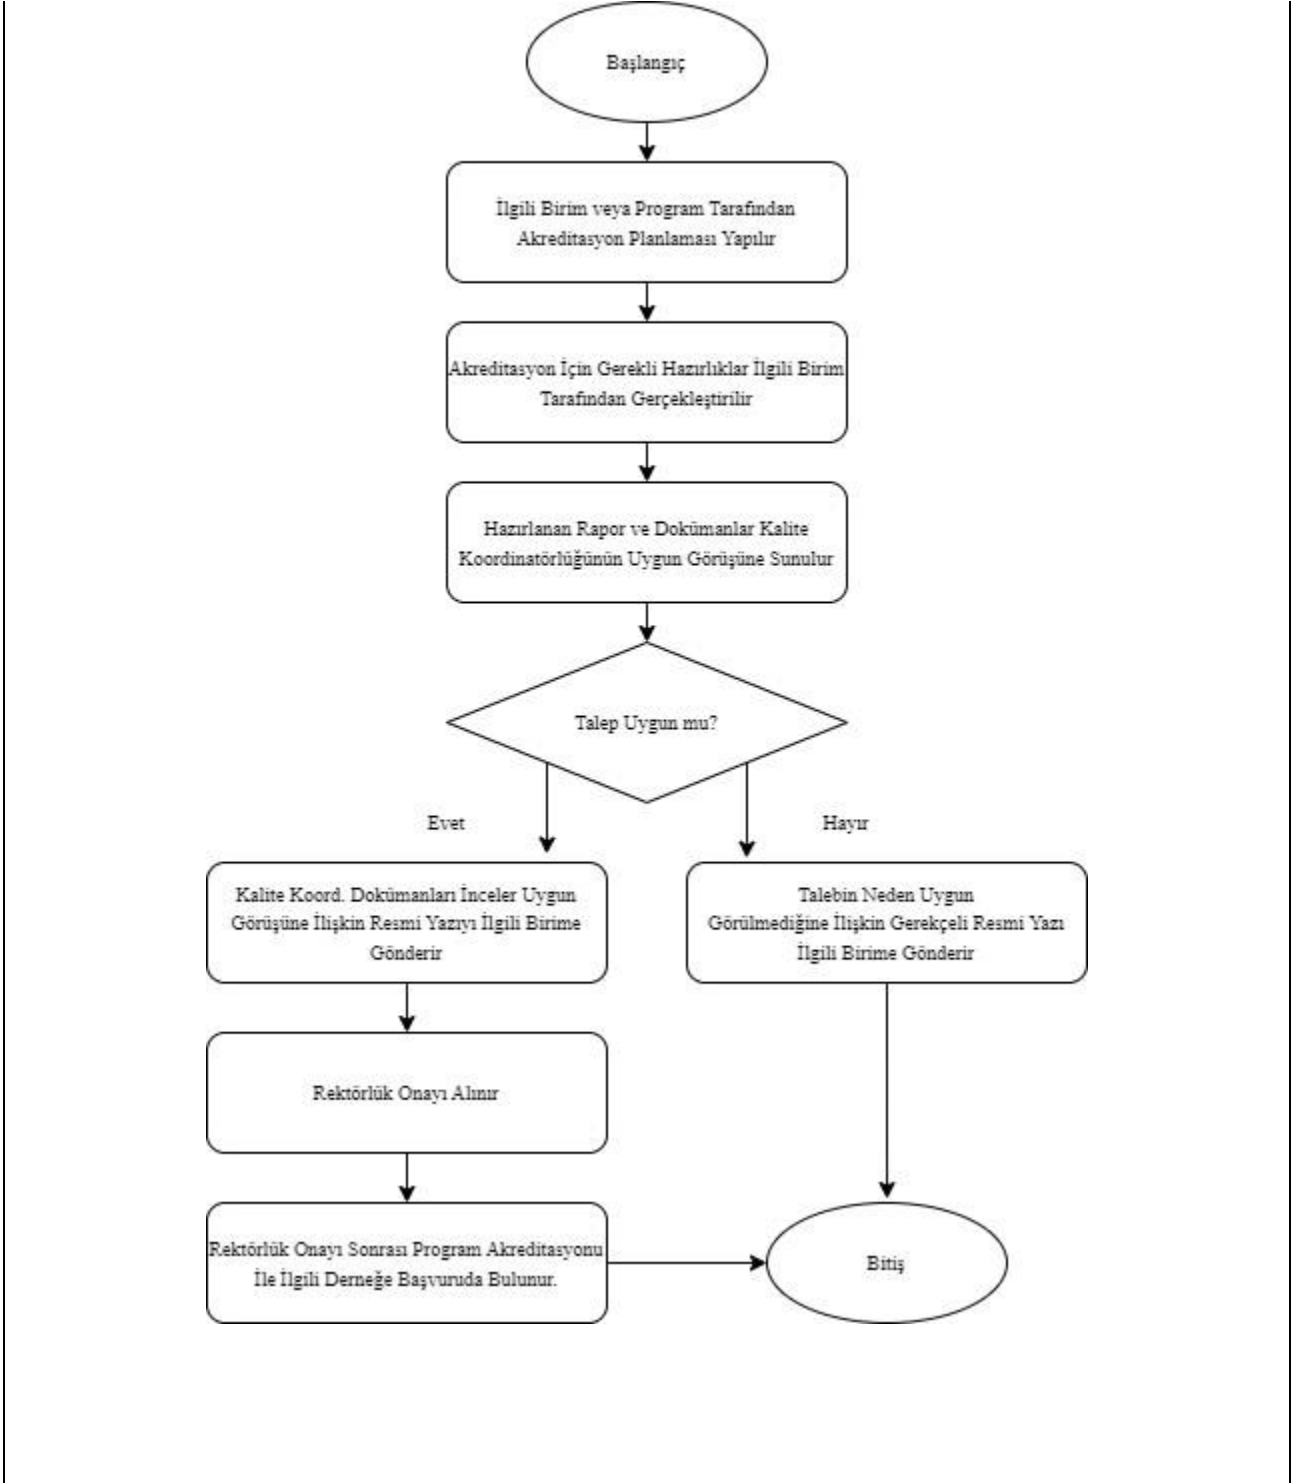 Başlangıç
İlgili Birim veya Program Tarafından
Akreditasyon Planlaması Yapılır
Akreditasyon İçin Gerekli Hazırlıklar İlgili Birim
Tarafından Gerçekleştirilir
Hazırlanan Rapor ve Dokümanlar Kalite
Koordinatörlüğünün Uygun Görüşüne Sunulur
Talep Uygun mu?
Evet
Hayır
Kalite Koord. Dokümanları İnceler Uygun
Görüşüne İlişkin Resmi Yazıyı İlgili Birime
Gönderir
Talebin Neden Uygun
Görülmediğine İlişkin Gerekçeli Resmi Yazı
İlgili Birime Gönderir
Rektörlük Onayı Alınır
Rektörlük Onayı Sonrası Program Akreditasyonu
İle İlgili Derneğe Başvuruda Bulunur.
Bitiş